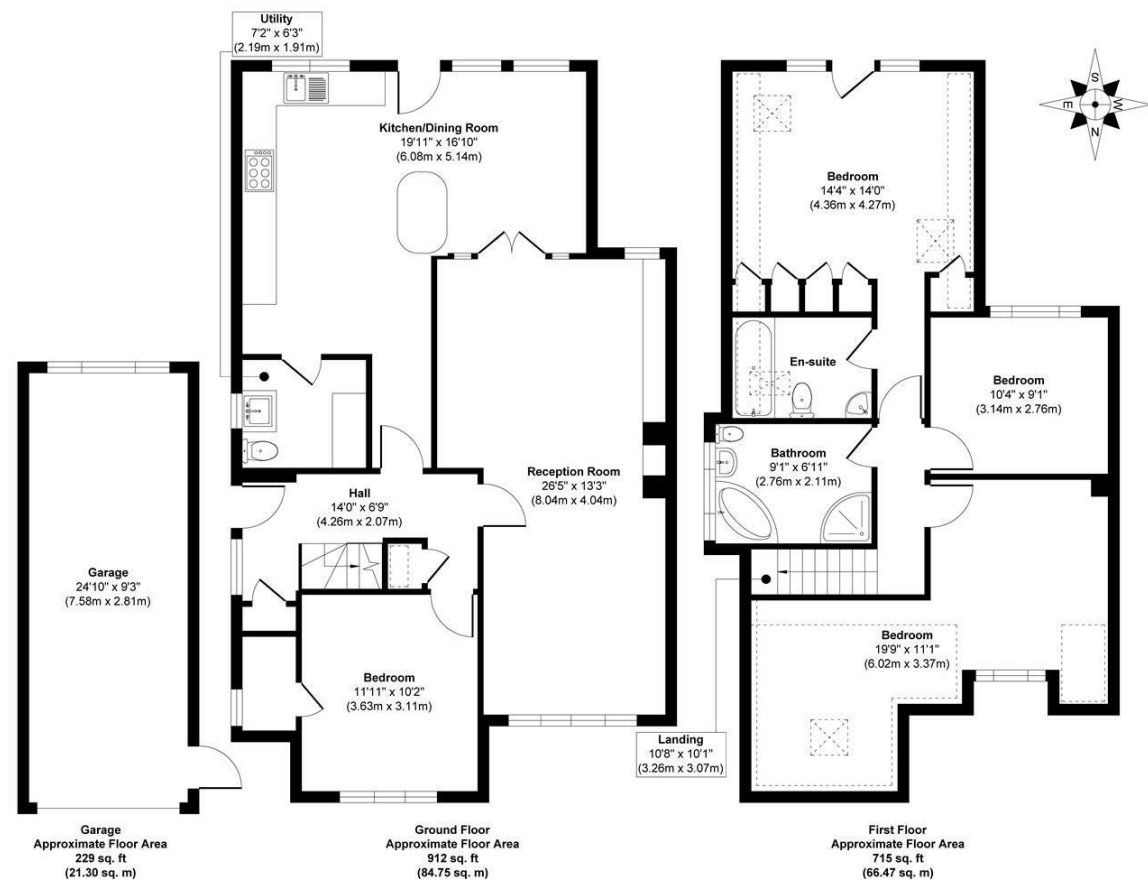 Utility
7'2" x 6'3"
(2.19m x 1.91m)
Kitchen/Dining Room
19'11" x 16'10"
(6.08m x 5.14m)
Bedroom
14'4" x 14'0"
(4.36m x 4.27m)
S
E
W
N
En-suite
Bedroom
10'4" x 9'1"
(3.14m x 2.76m)
Bathroom
9'1" x 6'11"
(2.76m x 2.11m)
Reception Room
26'5" x 13'3"
(8.04m x 4.04m)
Hall
14'0" x 6'9"
(4.26m x 2.07m)
Garage
24'10" x 9'3"
(7.58m x 2.81m)
Bedroom
11'11" x 10'2"
(3.63m x 3.11m)
Bedroom
19'9" x 11'1"
(6.02m x 3.37m)
Landing
10'8" x 10'1"
(3.26m x 3.07m)
Garage
Approximate Floor Area
229 sq. ft
(21.30 sq. m)
Ground Floor
Approximate Floor Area
912 sq. ft
(84.75 sq. m)
First Floor
Approximate Floor Area
715 sq. ft
(66.47 sq. m)